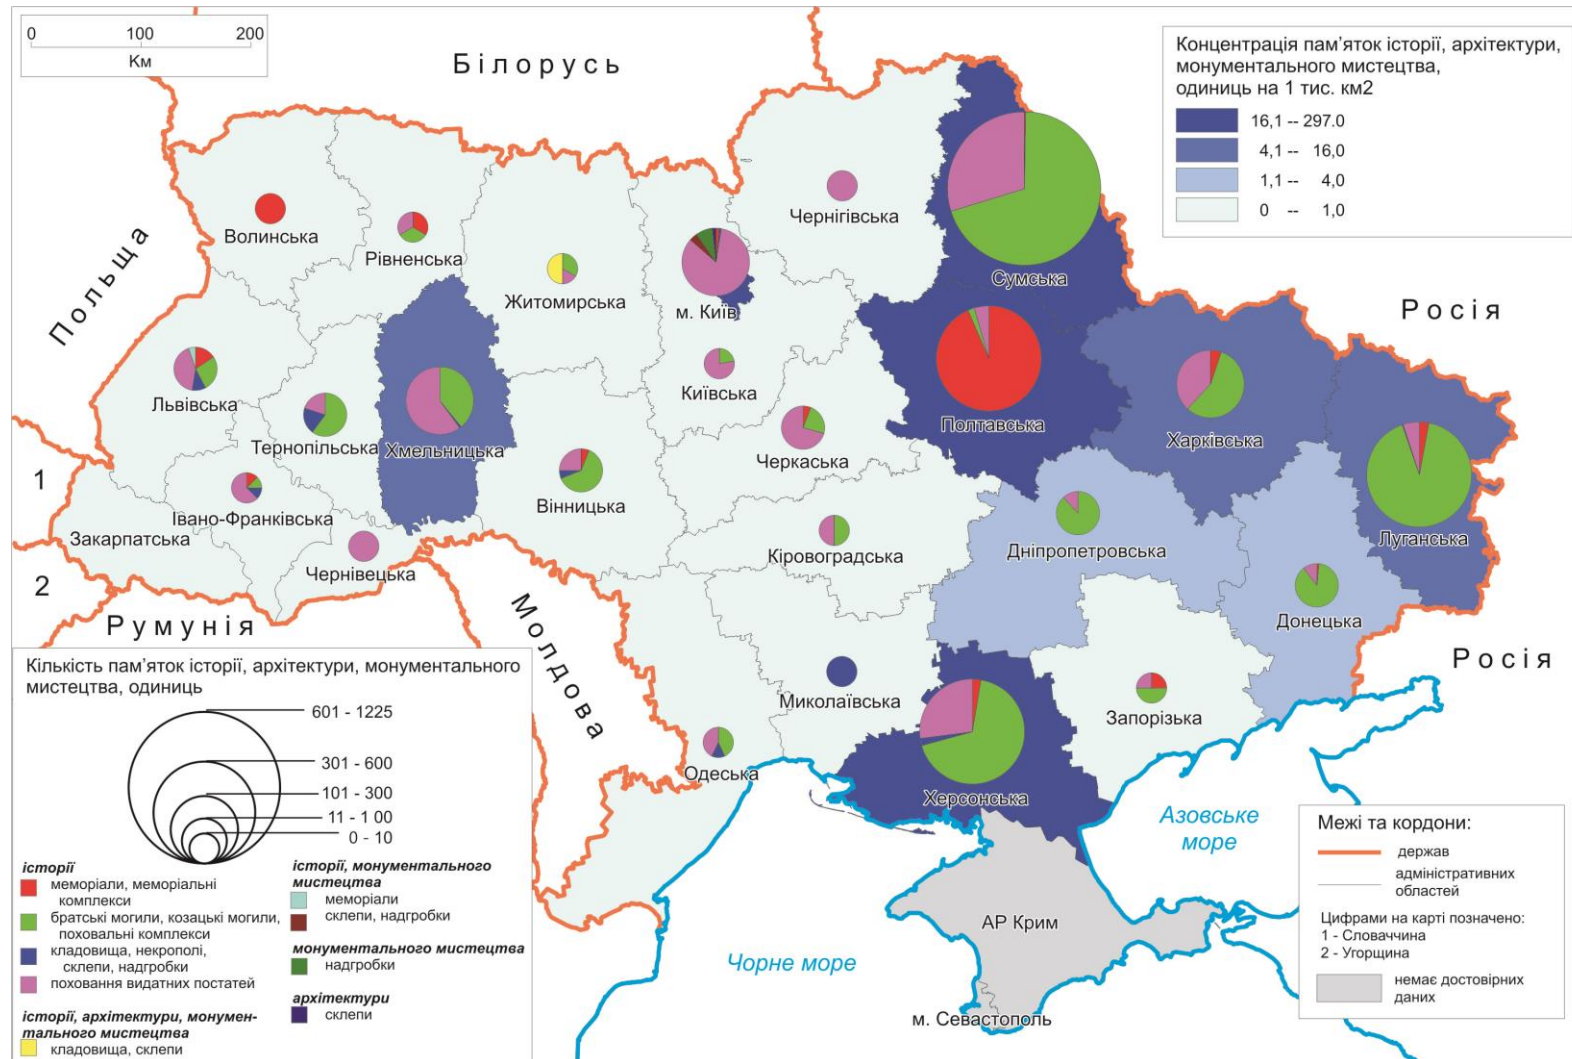 0 100 200
Км
Білорусь
Польща
Росія
Росія
Румунія
Молдова
1
2
Концентрація пам’яток історії, архітектури,
монументального мистецтва,
одиниць на 1 тис. км2
16,1 -- 297.0
4,1 -- 16,0
1,1 -- 4,0
0 -- 1,0
Волинська
Рівненська
Житомирська
м. Київ
Чернігівська
Сумська
Львівська
Тернопільська
Хмельницька
Київська
Полтавська
Харківська
Луганська
Черкаська
Вінницька
Івано-Франківська
Закарпатська
Чернівецька
Кіровоградська
Дніпропетровська
Донецька
Миколаївська
Запорізька
Одеська
Херсонська
Азовське
море
Чорне море
АР Крим
м. Севастополь
Кількість пам’яток історії, архітектури, монументального
мистецтва, одиниць
601 - 1225
301 - 600
101 - 300
11 - 1 00
0 - 10
історії
меморіали, меморіальні
комплекси
братські могили, козацькі могили,
поховальні комплекси
кладовища, некрополі,
склепи, надгробки
поховання видатних постатей
історії, архітектури, монумен-
тального мистецтва
кладовища, склепи
історії, монументального
мистецтва
меморіали
склепи, надгробки
монументального мистецтва
надгробки
архітектури
склепи
Межі та кордони:
держав
адміністративних
областей
Цифрами на карті позначено:
1 - Словаччина
2 - Угорщина
немає достовірних
даних